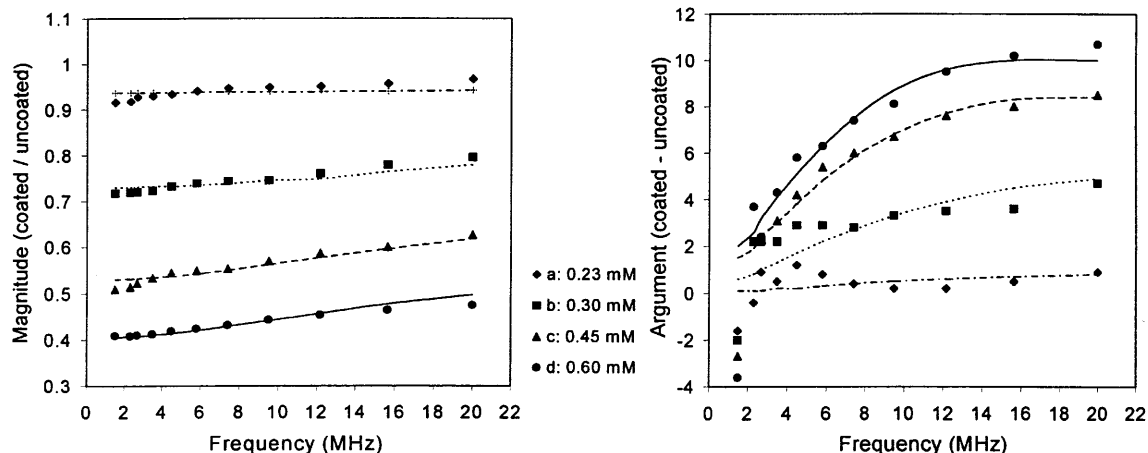 1.1
1
0.9
0.8
0.7
0.6
0.5
0.4
0.3
Magnitude (coated / uncoated)
0 2 4 6 8 10 12 14 16 18 20 22
Frequency (MHz)
a: 0.23 mM
b: 0.30 mM
c: 0.45 mM
d: 0.60 mM
12
10
8
6
4
2
0
-2
-4
Argument (coated - uncoated)
0 2 4 6 8 10 12 14 16 18 20 22
Frequency (MHz)